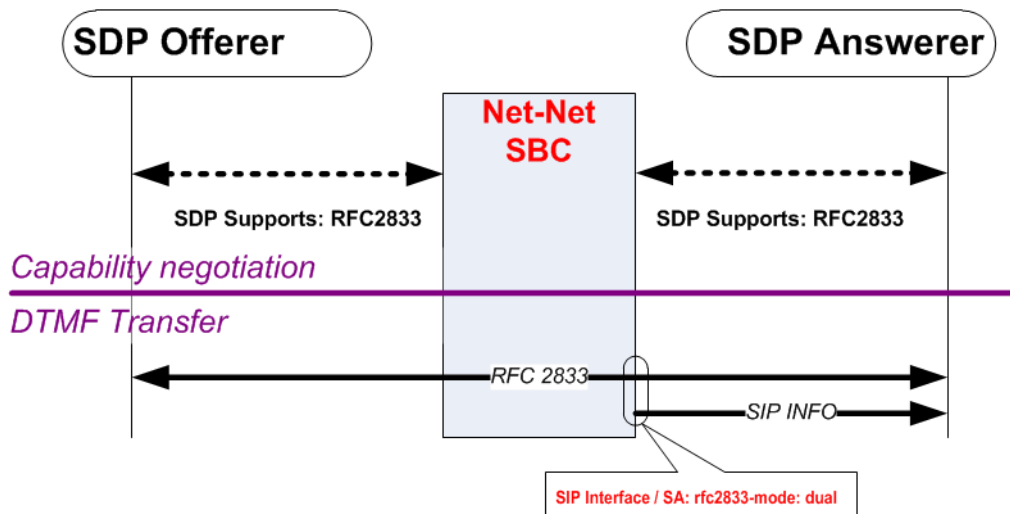 SDP Offerer
SDP Answerer
Net-Net
SBC
SDP Supports: RFC2833
SDP Supports: RFC2833
Capability negotiation
DTMF Transfer
RFC 2833
SIP INFO
SIP Interface / SA: rfc2833-mode: dual